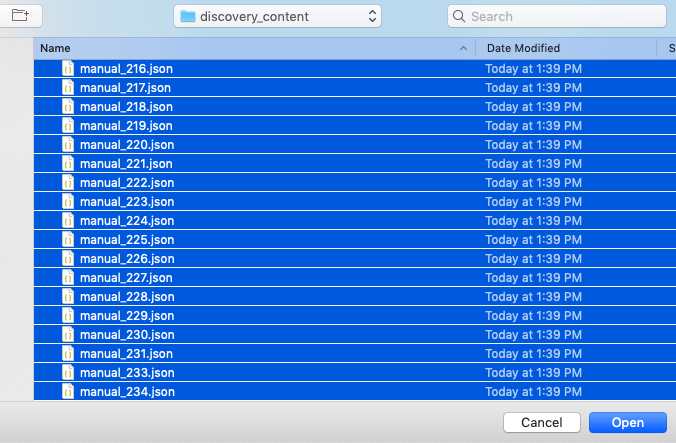 discovery_content
Search
Name Date Modified S
manual_216.json Today at 1:39 PM
manual_217.json Today at 1:39 PM
manual_218.json Today at 1:39 PM
manual_219.json Today at 1:39 PM
manual_220.json Today at 1:39 PM
manual_221.json Today at 1:39 PM
manual_222.json Today at 1:39 PM
manual_223.json Today at 1:39 PM
manual_224.json Today at 1:39 PM
manual_225.json Today at 1:39 PM
manual_226.json Today at 1:39 PM
manual_227.json Today at 1:39 PM
manual_228.json Today at 1:39 PM
manual_229.json Today at 1:39 PM
manual_230.json Today at 1:39 PM
manual_231.json Today at 1:39 PM
manual_233.json Today at 1:39 PM
manual_234.json Today at 1:39 PM
Cancel Open